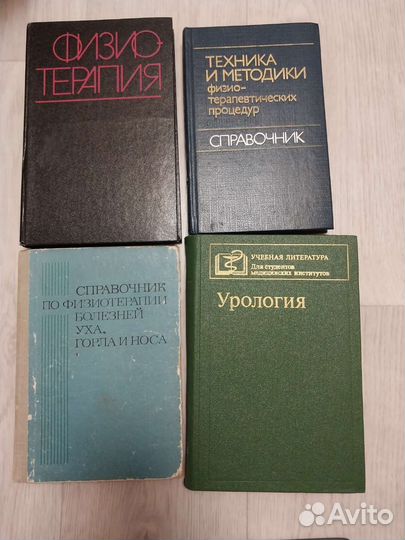 ФИЗИО-
ТЕРАПИЯ
ТЕХНИКА
И МЕТОДИКИ
физио-
терапевтических
процедур
СПРАВОЧНИК
СПРАВОЧНИК
ПО ФИЗИОТЕРАПИИ
БОЛЕЗНЕЙ
УХА,
ГОРЛА И НОСА
УЧЕБНАЯ ЛИТЕРАТУРА
Для студентов
медицинских институтов
Урология
Avito